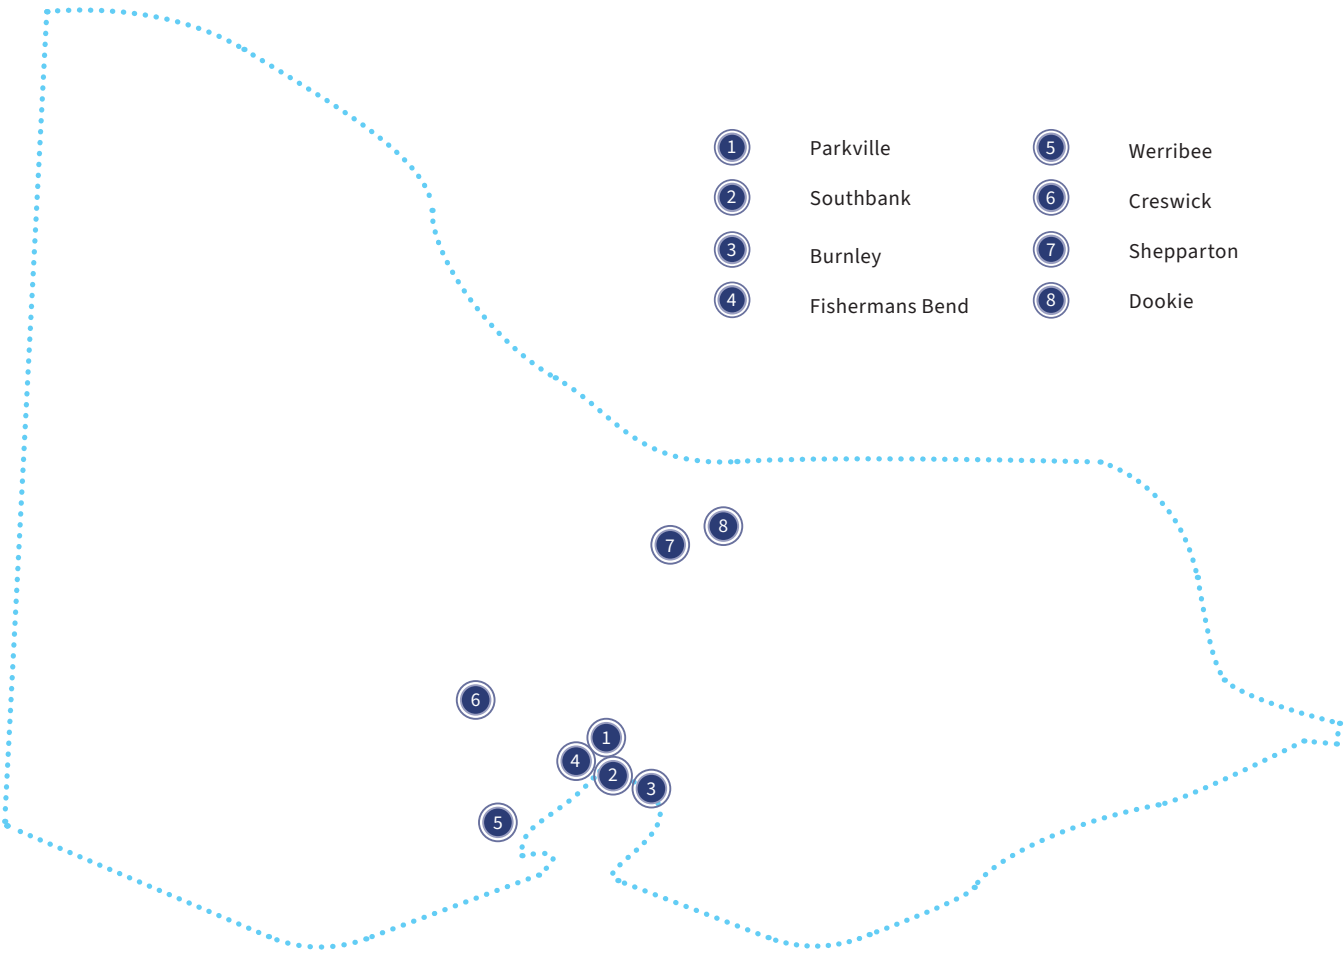 1 Parkville
2 Southbank
3 Burnley
4 Fishermans Bend
5 Werribee
6 Creswick
7 Shepparton
8 Dookie
8
7
6
1
4
2
3
5